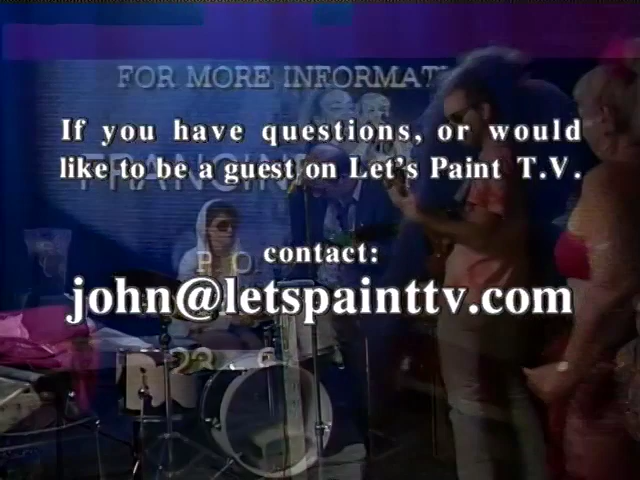 FOR MORE INFORMATI
If you have questions, or would
FRANCINE
like to be a guest on Let's Paint T.V.
P.O.
contact:
john@letspainttv.com